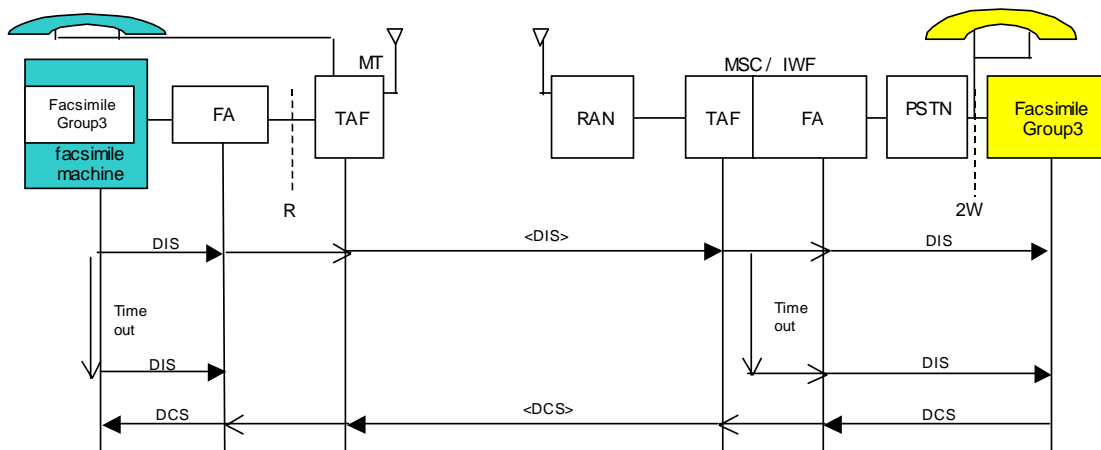 MT
MSC / IWF
Facsimile
Group3
facsimile
machine
FA
TAF
RAN
TAF
FA
PSTN
Facsimile
Group3
R
2W
DIS
<DIS>
DIS
Time
out
Time
out
DIS
DIS
DCS
<DCS>
DCS